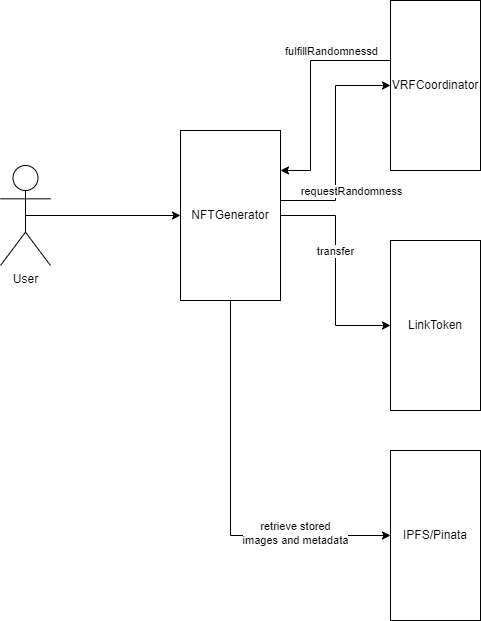 fulfillRandomnessd
VRFCoordinator
requestRandomness
NFTGenerator
User
transfer
LinkToken
retrieve stored
images and metadata
IPFS/Pinata